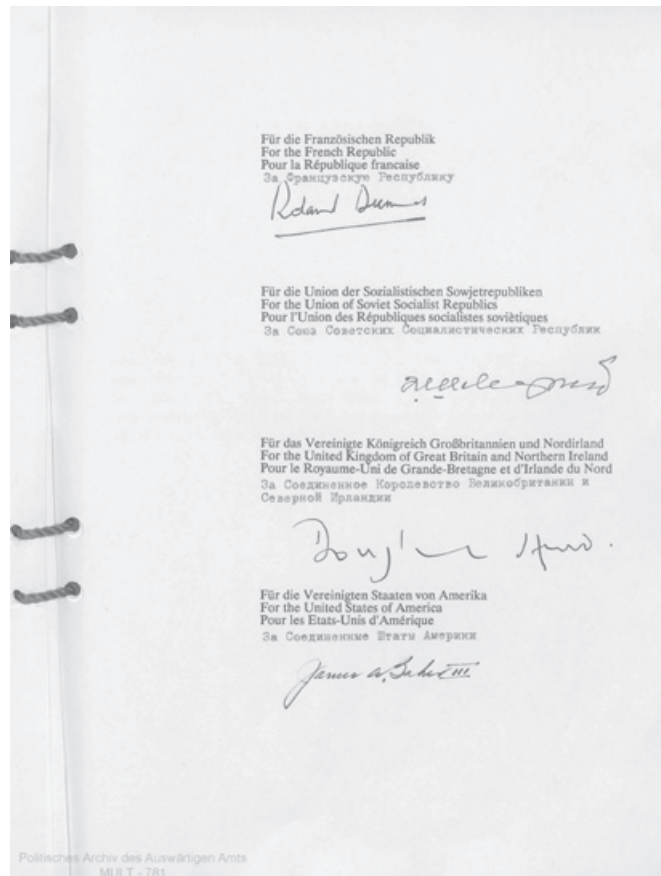 Für die Französischen Republik
For the French Republic
Pour la République francaise
За Французскую Республику
Roland Dumas
Für die Union der Sozialistischen Sowjetrepubliken
For the Union of Soviet Socialist Republics
Pour l'Union des Républiques socialistes soviètiques
За Союз Советских Социалистических Республик
Für das Vereinigte Königreich Großbritannien und Nordirland
For the United Kingdom of Great Britain and Northern Ireland
Pour le Royaume-Uni de Grande-Bretagne et d'Irlande du Nord
За Соединенное Королевство Великобритании и
Северной Ирландии
Douglas Hurd.
Für die Vereinigten Staaten von Amerika
For the United States of America
Pour les Etats-Unis d'Amérique
За Соединенные Штаты Америки
James A. Baker III
Politisches Archiv des Auswärtigen Amts
MULT - 781